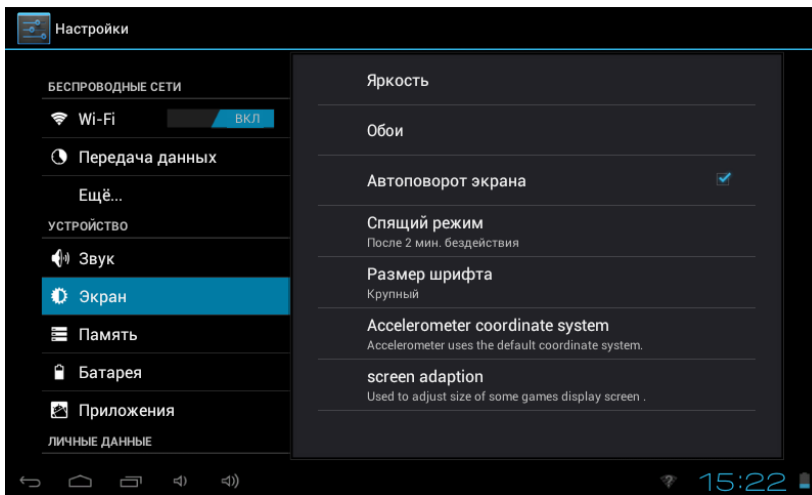 Настройки
БЕСПРОВОДНЫЕ СЕТИ
Wi-Fi
ВКЛ
Передача данных
Ещё...
УСТРОЙСТВО
Звук
Экран
Память
Батарея
Приложения
ЛИЧНЫЕ ДАННЫЕ
Яркость
Обои
Автоповорот экрана
Спящий режим
После 2 мин. бездействия
Размер шрифта
Крупный
Accelerometer coordinate system
Accelerometer uses the default coordinate system.
screen adaption
Used to adjust size of some games display screen .
15:22